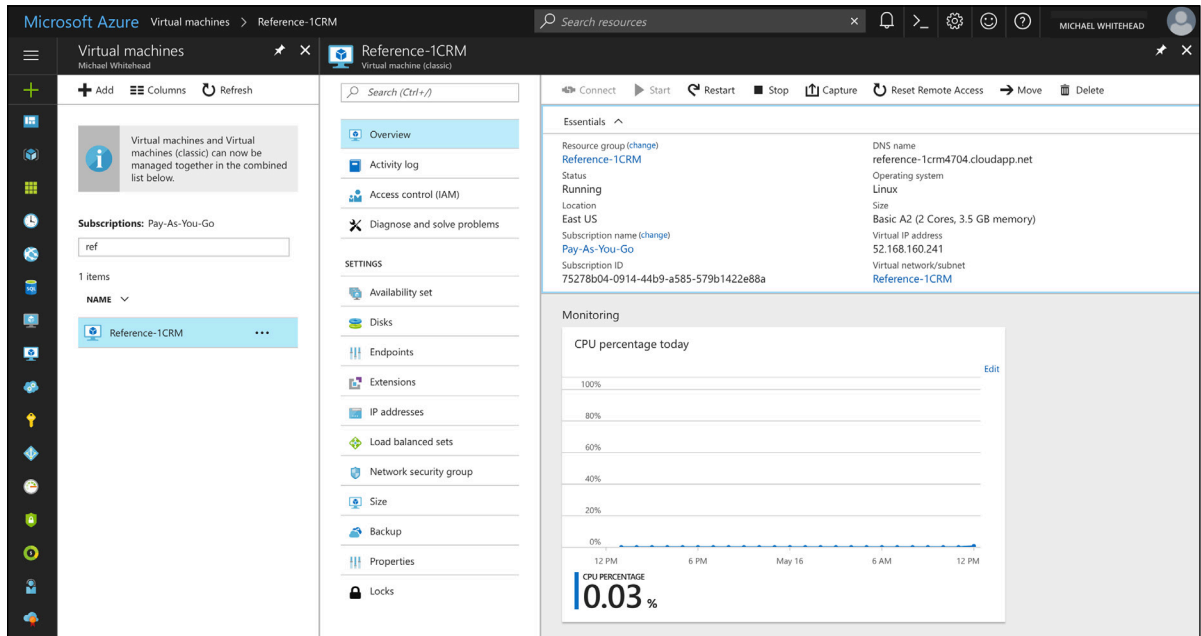 Microsoft Azure Virtual machines > Reference-1CRM
Search resources
MICHAEL WHITEHEAD
Virtual machines
Michael Whitehead
Add Columns Refresh
Virtual machines and Virtual
machines (classic) can now be
managed together in the combined
list below.
Subscriptions: Pay-As-You-Go
ref
1 items
NAME
Reference-1CRM
Reference-1CRM
Virtual machine (classic)
Search (Ctrl+/)
Overview
Activity log
Access control (IAM)
Diagnose and solve problems
SETTINGS
Availability set
Disks
Endpoints
Extensions
IP addresses
Load balanced sets
Network security group
Size
Backup
Properties
Locks
Connect Start Restart Stop Capture Reset Remote Access Move Delete
Essentials
Resource group (change)
Reference-1CRM
Status
Running
Location
East US
Subscription name (change)
Pay-As-You-Go
Subscription ID
75278b04-0914-44b9-a585-579b1422e88a
DNS name
reference-1crm4704.cloudapp.net
Operating system
Linux
Size
Basic A2 (2 Cores, 3.5 GB memory)
Virtual IP address
52.168.160.241
Virtual network/subnet
Reference-1CRM
Monitoring
CPU percentage today
Edit
100%
80%
60%
40%
20%
0%
12 PM 6 PM May 16 6 AM 12 PM
CPU PERCENTAGE
0.03 %